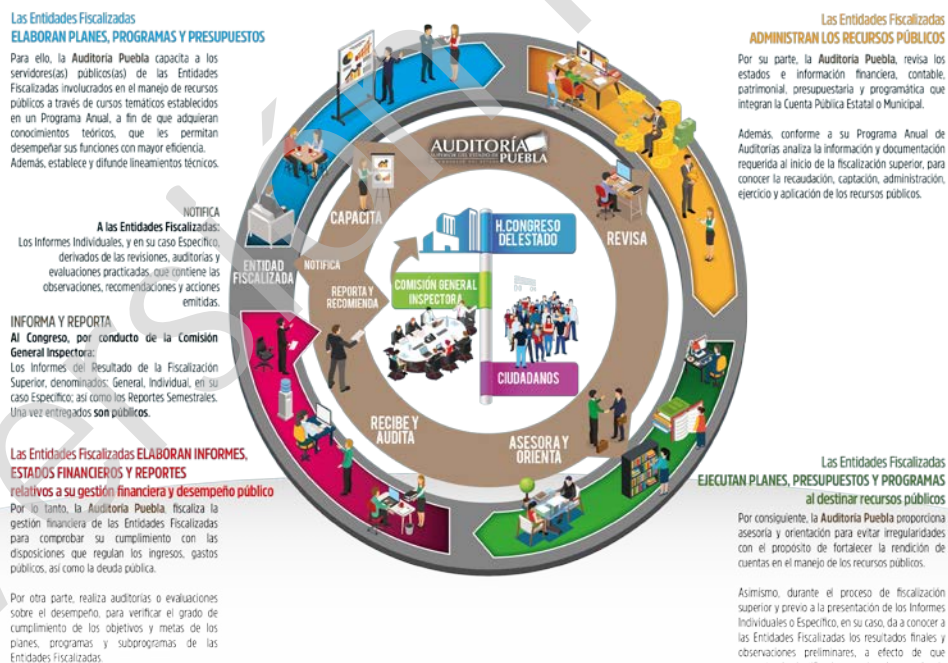 Las Entidades Fiscalizadas
ELABORAN PLANES, PROGRAMAS Y PRESUPUESTOS
Para ello, la Auditoría Puebla capacita a los
servidores(as) públicos(as) de las Entidades
Fiscalizadas involucrados en el manejo de recursos
públicos a través de cursos temáticos establecidos
en un Programa Anual, a fin de que adquieran
conocimientos teóricos, que les permitan
desempeñar sus funciones con mayor eficiencia.
Además, establece y difunde lineamientos técnicos.
NOTIFICA
A las Entidades Fiscalizadas:
Los Informes Individuales, y en su caso Específico,
derivados de las revisiones, auditorías y
evaluaciones practicadas, que contiene las
observaciones, recomendaciones y acciones
emitidas.
INFORMA Y REPORTA
Al Congreso, por conducto de la Comisión
General Inspectora:
Los Informes del Resultado de la Fiscalización
Superior, denominados: General, Individual, en su
caso Específico; así como los Reportes Semestrales.
Una vez entregados son públicos.
Las Entidades Fiscalizadas ELABORAN INFORMES,
ESTADOS FINANCIEROS Y REPORTES
relativos a su gestión financiera y desempeño público
Por lo tanto, la Auditoría Puebla, fiscaliza la
gestión financiera de las Entidades Fiscalizadas
para comprobar su cumplimiento con las
disposiciones que regulan los ingresos, gastos
públicos, así como la deuda pública.
Por otra parte, realiza auditorías o evaluaciones
sobre el desempeño, para verificar el grado de
cumplimiento de los objetivos y metas de los
planes, programas y subprogramas de las
Entidades Fiscalizadas.
AUDITORÍA
SUPERIOR DEL ESTADO DE PUEBLA
CAPACITA
REVISA
H. CONGRESO
DEL ESTADO
ENTIDAD
FISCALIZADA
NOTIFICA
REPORTA Y
RECOMIENDA
COMISIÓN GENERAL
INSPECTORA
CIUDADANOS
RECIBE Y
AUDITA
ASESORA Y
ORIENTA
Las Entidades Fiscalizadas
ADMINISTRAN LOS RECURSOS PÚBLICOS
Por su parte, la Auditoría Puebla, revisa los
estados e información financiera, contable,
patrimonial, presupuestaria y programática que
integran la Cuenta Pública Estatal o Municipal.
Además, conforme a su Programa Anual de
Auditorías analiza la información y documentación
requerida al inicio de la fiscalización superior, para
conocer la recaudación, captación, administración,
ejercicio y aplicación de los recursos públicos.
Las Entidades Fiscalizadas
EJECUTAN PLANES, PRESUPUESTOS Y PROGRAMAS
al destinar recursos públicos
Por consiguiente, la Auditoría Puebla proporciona
asesoría y orientación para evitar irregularidades
con el propósito de fortalecer la rendición de
cuentas en el manejo de los recursos públicos.
Asimismo, durante el proceso de fiscalización
superior y previo a la presentación de los Informes
Individuales o Específico, en su caso, da a conocer a
las Entidades Fiscalizadas los resultados finales y
observaciones preliminares, a efecto de que